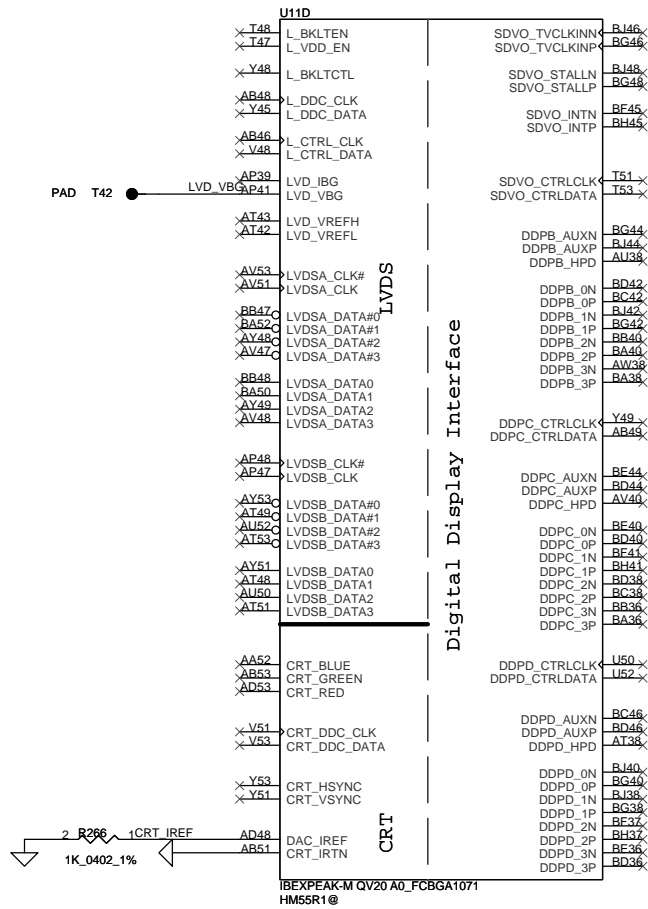 U11D
T48 L_BKLTEN
T47 L_VDD_EN
Y48 L_BKLTCTL
AB48 L_DDC_CLK
Y45 L_DDC_DATA
AB46 L_CTRL_CLK
V48 L_CTRL_DATA
AP39 LVD_IBG
PAD T42 LVD_VBG AP41 LVD_VBG
AT43 LVD_VREFH
AT42 LVD_VREFL
AV53 LVDSA_CLK#
AV51 LVDSA_CLK
BB47 LVDSA_DATA#0
BA52 LVDSA_DATA#1
AY48 LVDSA_DATA#2
AV47 LVDSA_DATA#3
BB48 LVDSA_DATA0
BA50 LVDSA_DATA1
AY49 LVDSA_DATA2
AV48 LVDSA_DATA3
AP48 LVDSB_CLK#
AP47 LVDSB_CLK
AY53 LVDSB_DATA#0
AT49 LVDSB_DATA#1
AU52 LVDSB_DATA#2
AT53 LVDSB_DATA#3
AY51 LVDSB_DATA0
AT48 LVDSB_DATA1
AU50 LVDSB_DATA2
AT51 LVDSB_DATA3
AA52 CRT_BLUE
AB53 CRT_GREEN
AD53 CRT_RED
V51 CRT_DDC_CLK
V53 CRT_DDC_DATA
Y53 CRT_HSYNC
Y51 CRT_VSYNC
2 R266 1 CRT_IREF AD48 DAC_IREF
1K_0402_1% AB51 CRT_IRTN
LVDS
CRT
Digital Display Interface
SDVO_TVCLKINN BJ46
SDVO_TVCLKINP BG46
SDVO_STALLN BJ48
SDVO_STALLP BG48
SDVO_INTN BF45
SDVO_INTP BH45
SDVO_CTRLCLK T51
SDVO_CTRLDATA T53
DDPB_AUXN BG44
DDPB_AUXP BJ44
DDPB_HPD AU38
DDPB_0N BD42
DDPB_0P BC42
DDPB_1N BJ42
DDPB_1P BG42
DDPB_2N BB40
DDPB_2P BA40
DDPB_3N AW38
DDPB_3P BA38
DDPC_CTRLCLK Y49
DDPC_CTRLDATA AB49
DDPC_AUXN BE44
DDPC_AUXP BD44
DDPC_HPD AV40
DDPC_0N BE40
DDPC_0P BD40
DDPC_1N BF41
DDPC_1P BH41
DDPC_2N BD38
DDPC_2P BC38
DDPC_3N BB36
DDPC_3P BA36
DDPD_CTRLCLK U50
DDPD_CTRLDATA U52
DDPD_AUXN BC46
DDPD_AUXP BD46
DDPD_HPD AT38
DDPD_0N BJ40
DDPD_0P BG40
DDPD_1N BJ38
DDPD_1P BG38
DDPD_2N BF37
DDPD_2P BH37
DDPD_3N BE36
DDPD_3P BD36
IBEXPEAK-M QV20 A0_FCBGA1071
HM55R1@